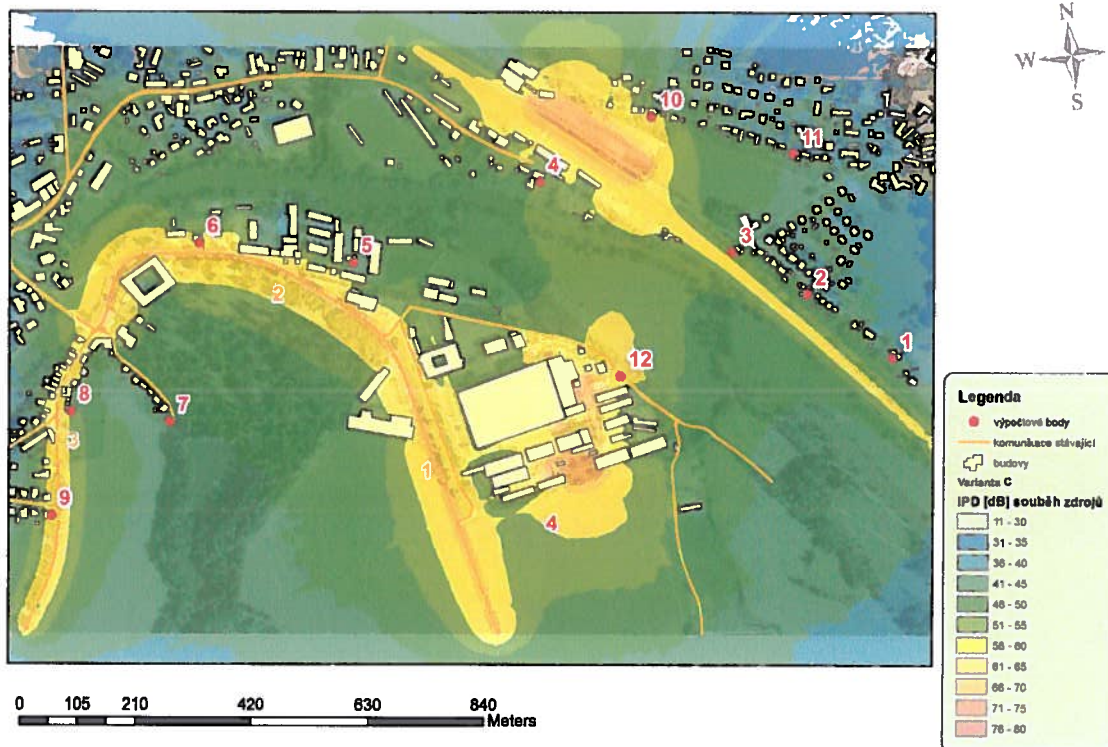 N
W
S
10
11
4
6
5
3
2
2
1
12
8
7
3
1
9
4
Legenda
výpočtové body
komunikace stávající
budovy
Varianta C
IPD [dB] souběh zdrojů
11 - 30
31 - 35
36 - 40
41 - 45
46 - 50
51 - 55
56 - 60
61 - 65
66 - 70
71 - 75
76 - 80
0 105 210 420 630 840
Meters